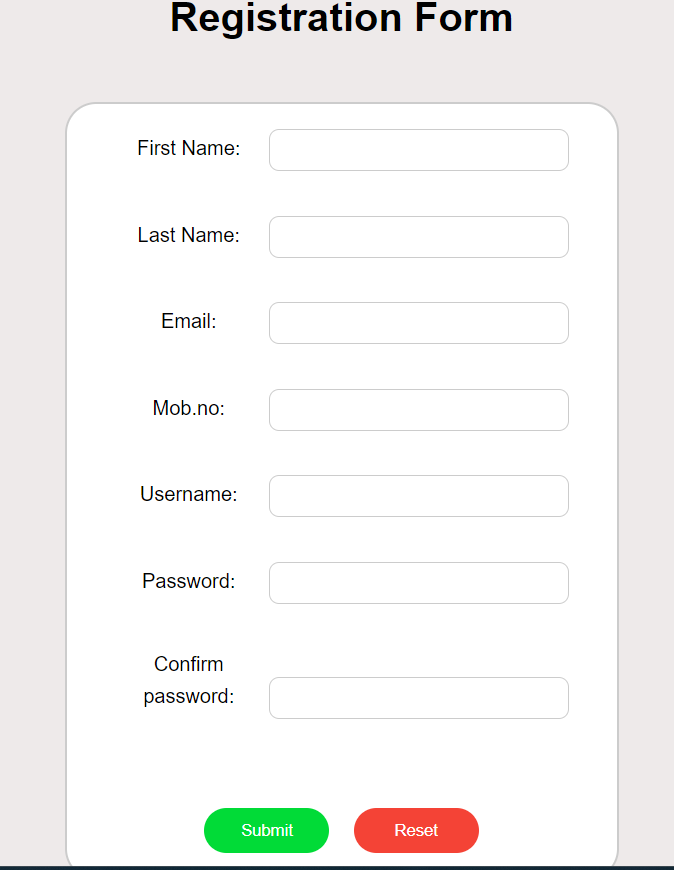 Registration Form
First Name:
Last Name:
Email:
Mob.no:
Username:
Password:
Confirm
password:
Submit Reset